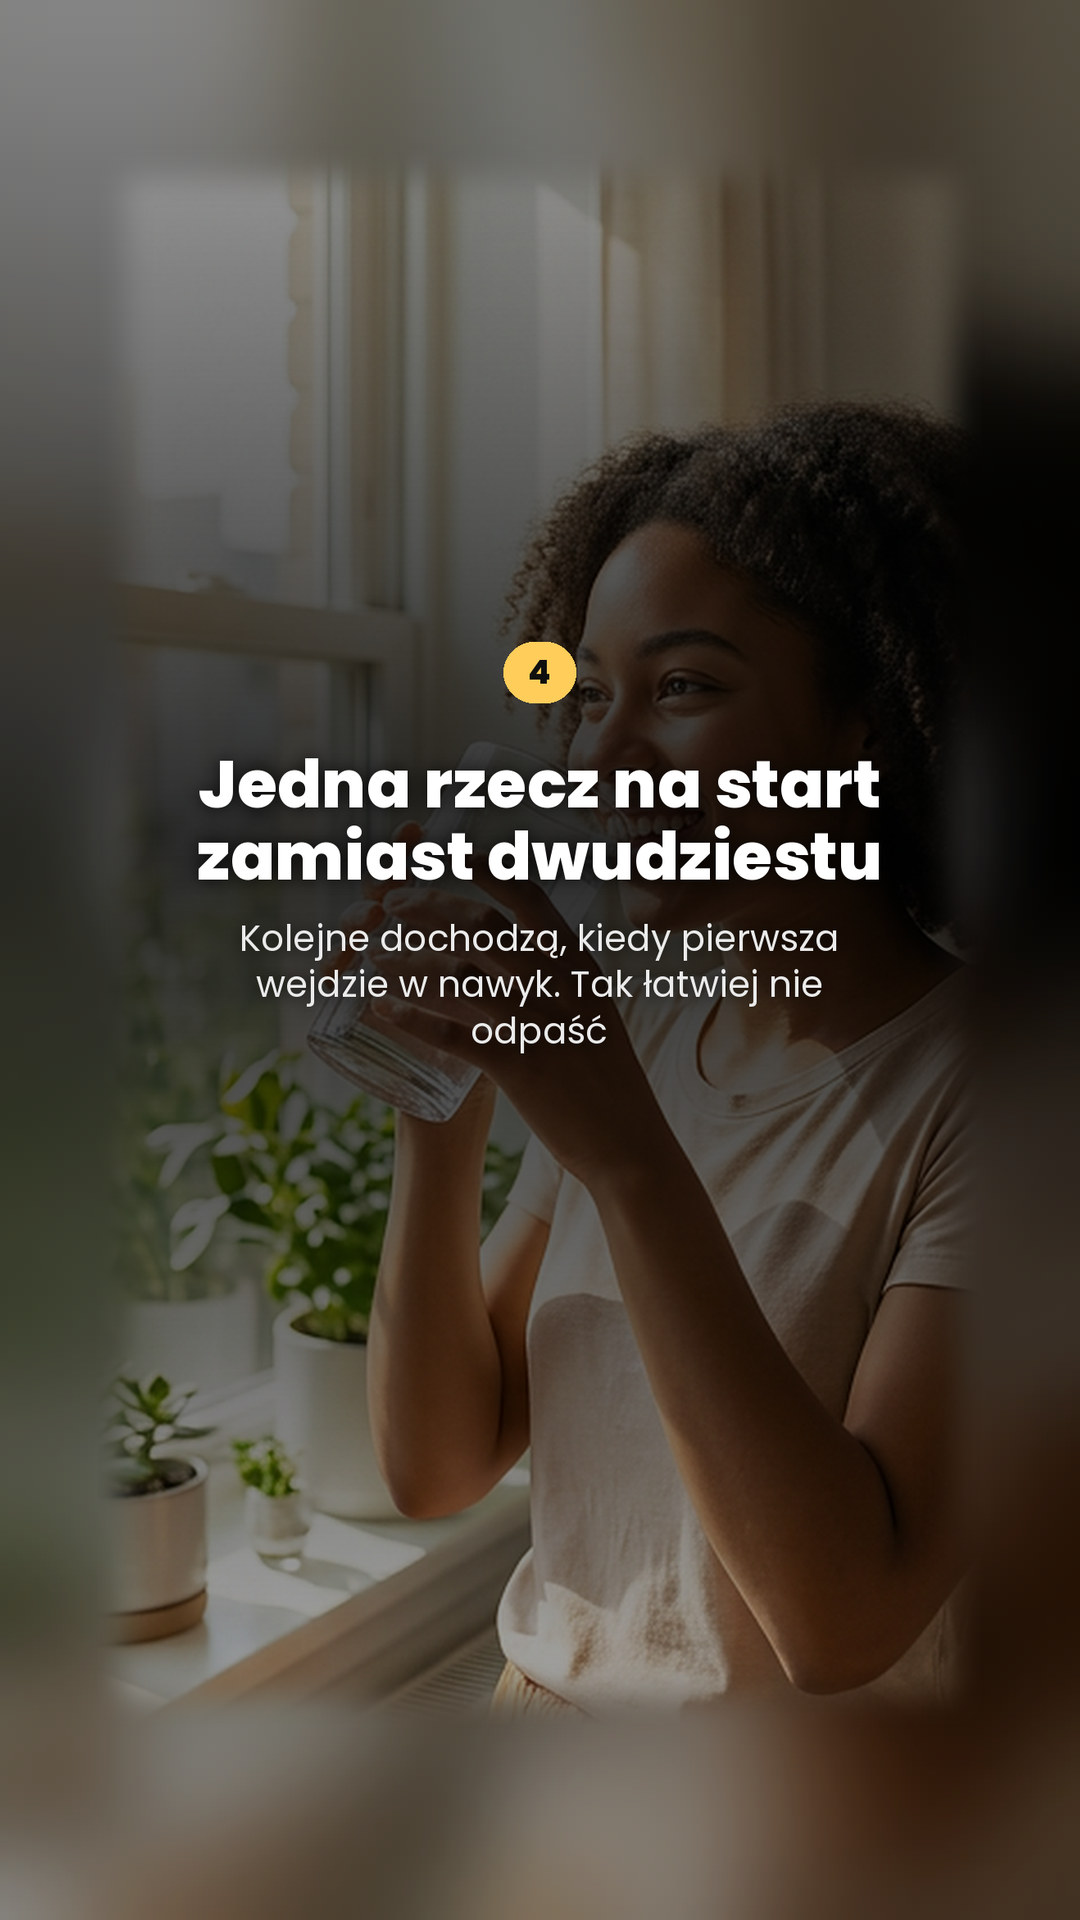 4
Jedna rzecz na start
zamiast dwudziestu
Kolejne dochodzą, kiedy pierwsza
wejdzie w nawyk. Tak łatwiej nie
odpaść